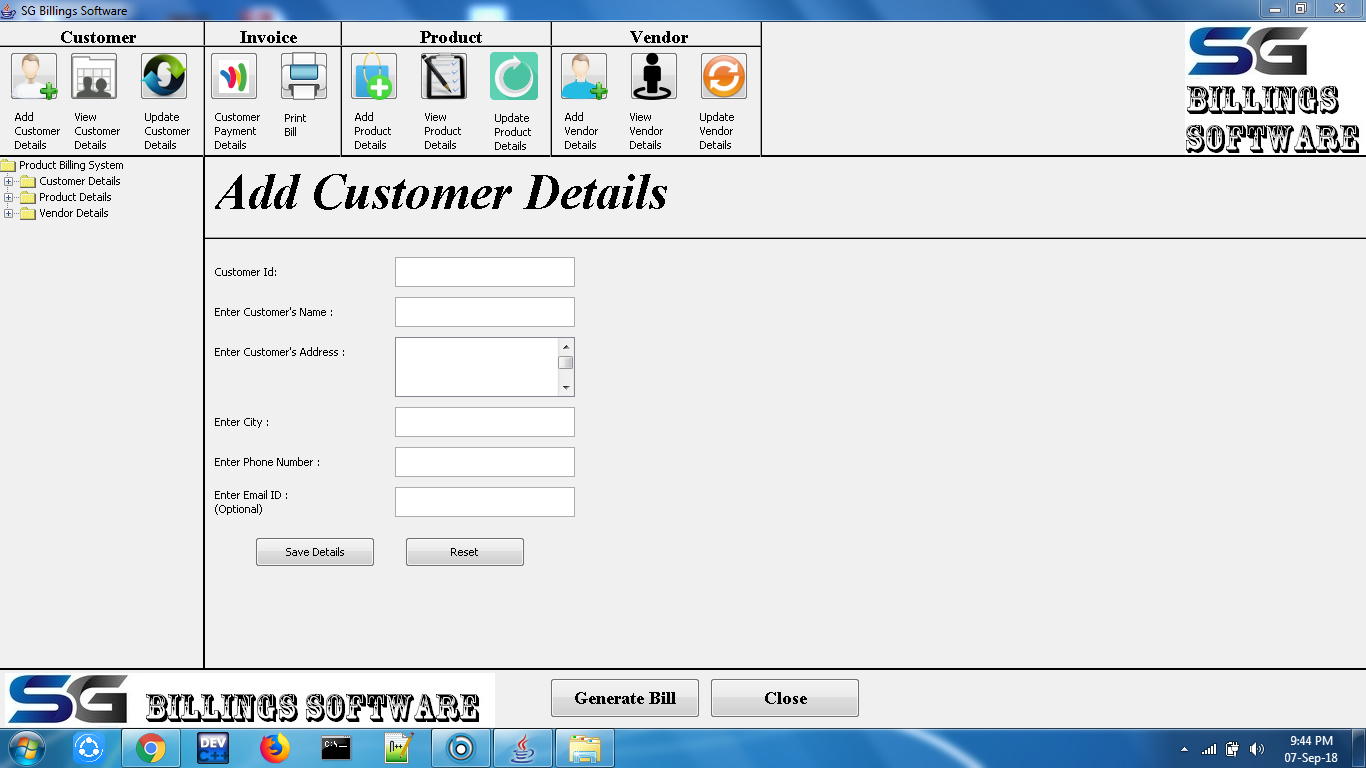 SG Billings Software
Customer
Invoice
Product
Vendor
Add
Customer
Details
View
Customer
Details
Update
Customer
Details
Customer
Payment
Details
Print
Bill
Add
Product
Details
View
Product
Details
Update
Product
Details
Add
Vendor
Details
View
Vendor
Details
Update
Vendor
Details
SG
BILLINGS
SOFTWARE
Product Billing System
Customer Details
Product Details
Vendor Details
Add Customer Details
Customer Id:
Enter Customer's Name :
Enter Customer's Address :
Enter City :
Enter Phone Number :
Enter Email ID :
(Optional)
Save Details
Reset
SG BILLINGS SOFTWARE
Generate Bill
Close
DEV
C++
C:\
n++
9:44 PM
07-Sep-18